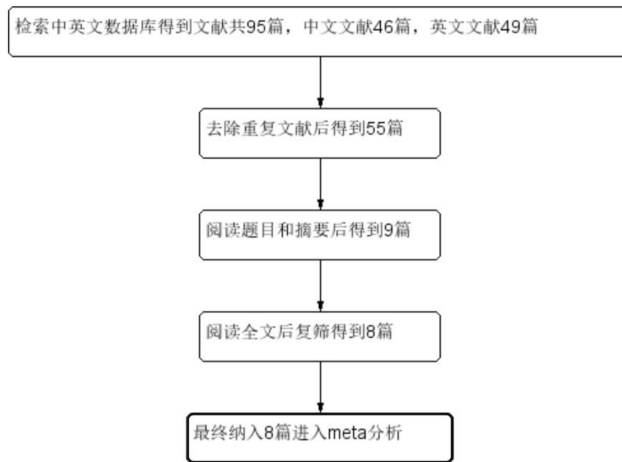 检索中英文数据库得到文献共95篇，中文文献46篇，英文文献49篇
去除重复文献后得到55篇
阅读题目和摘要后得到9篇
阅读全文后复筛得到8篇
最终纳入8篇进入meta分析